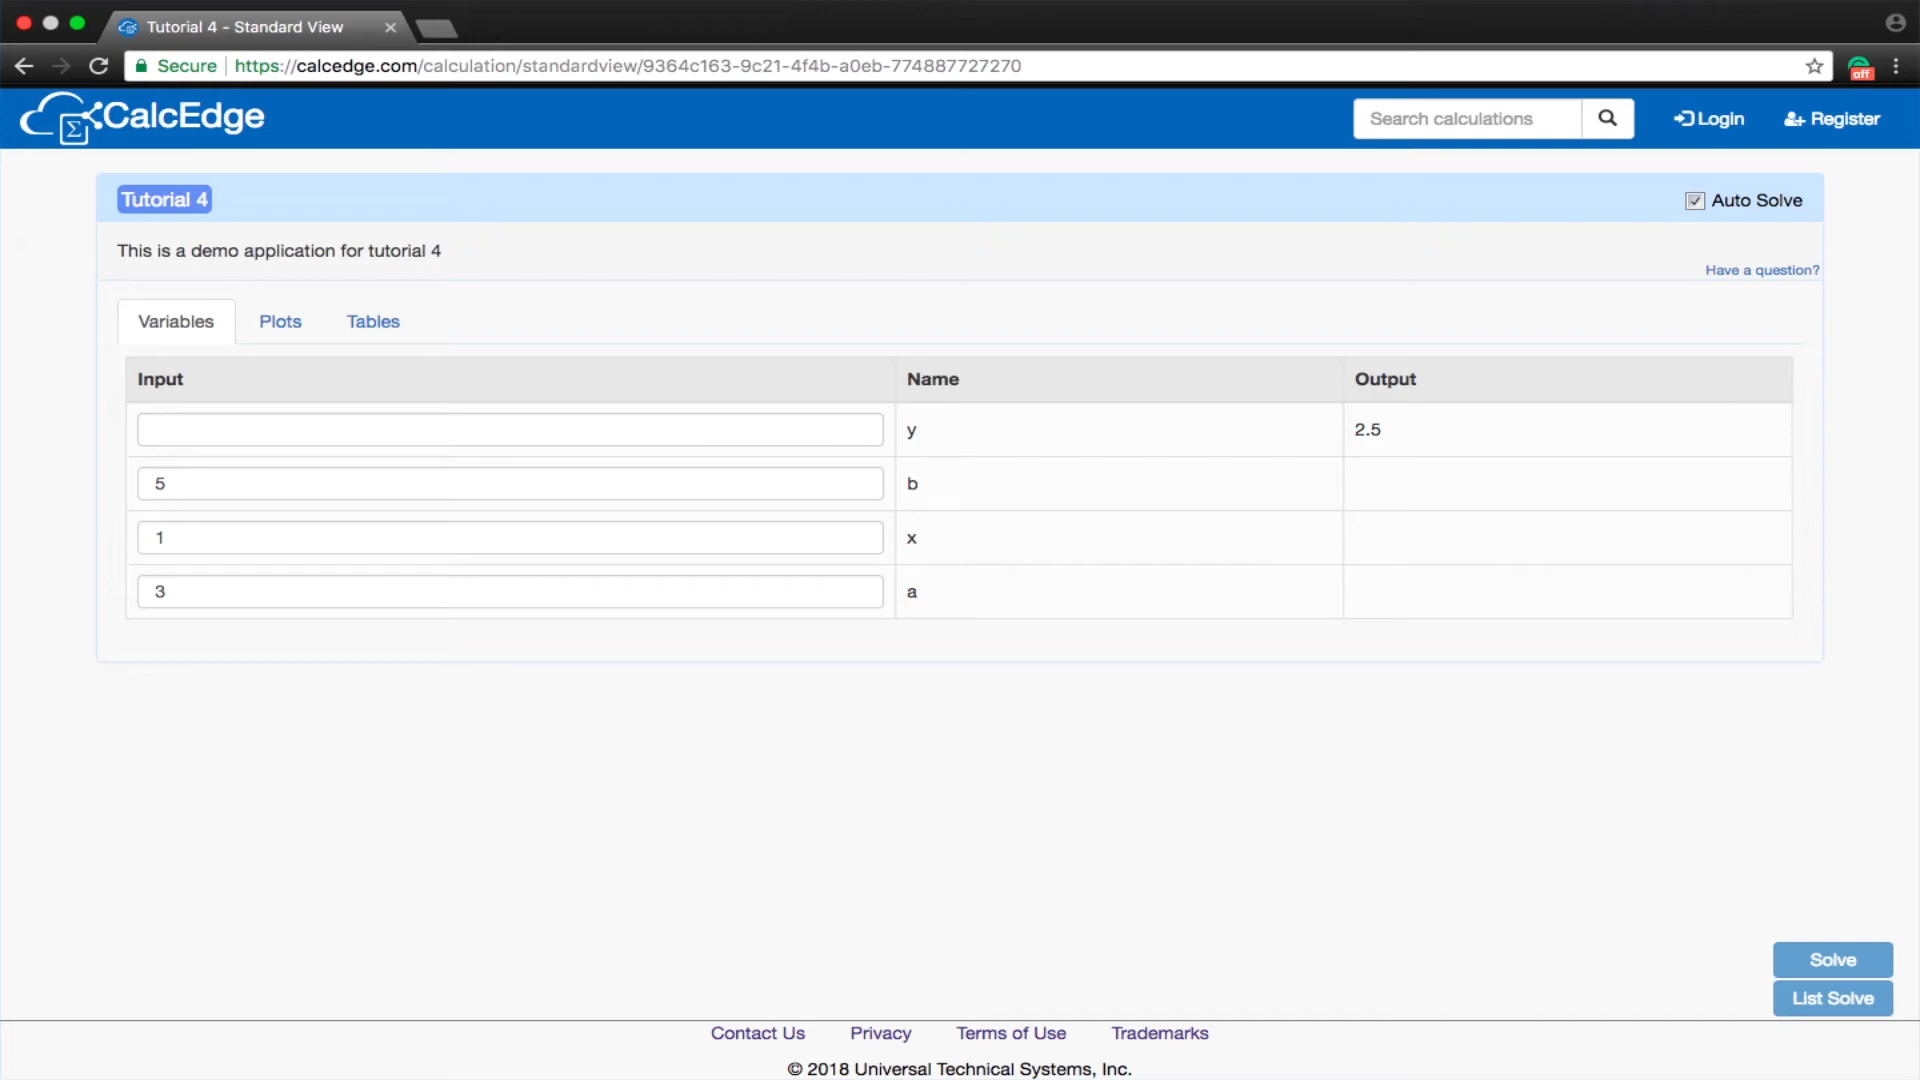 Tutorial 4 - Standard View
Secure https://calcedge.com/calculation/standardview/9364c163-9c21-4f4b-a0eb-774887727270
off
Σ CalcEdge
Search calculations
Login
Register
Tutorial 4
Auto Solve
This is a demo application for tutorial 4
Have a question?
Variables Plots Tables
Input Name Output
y 2.5
5 b
1 x
3 a
Solve
List Solve
Contact Us Privacy Terms of Use Trademarks
© 2018 Universal Technical Systems, Inc.